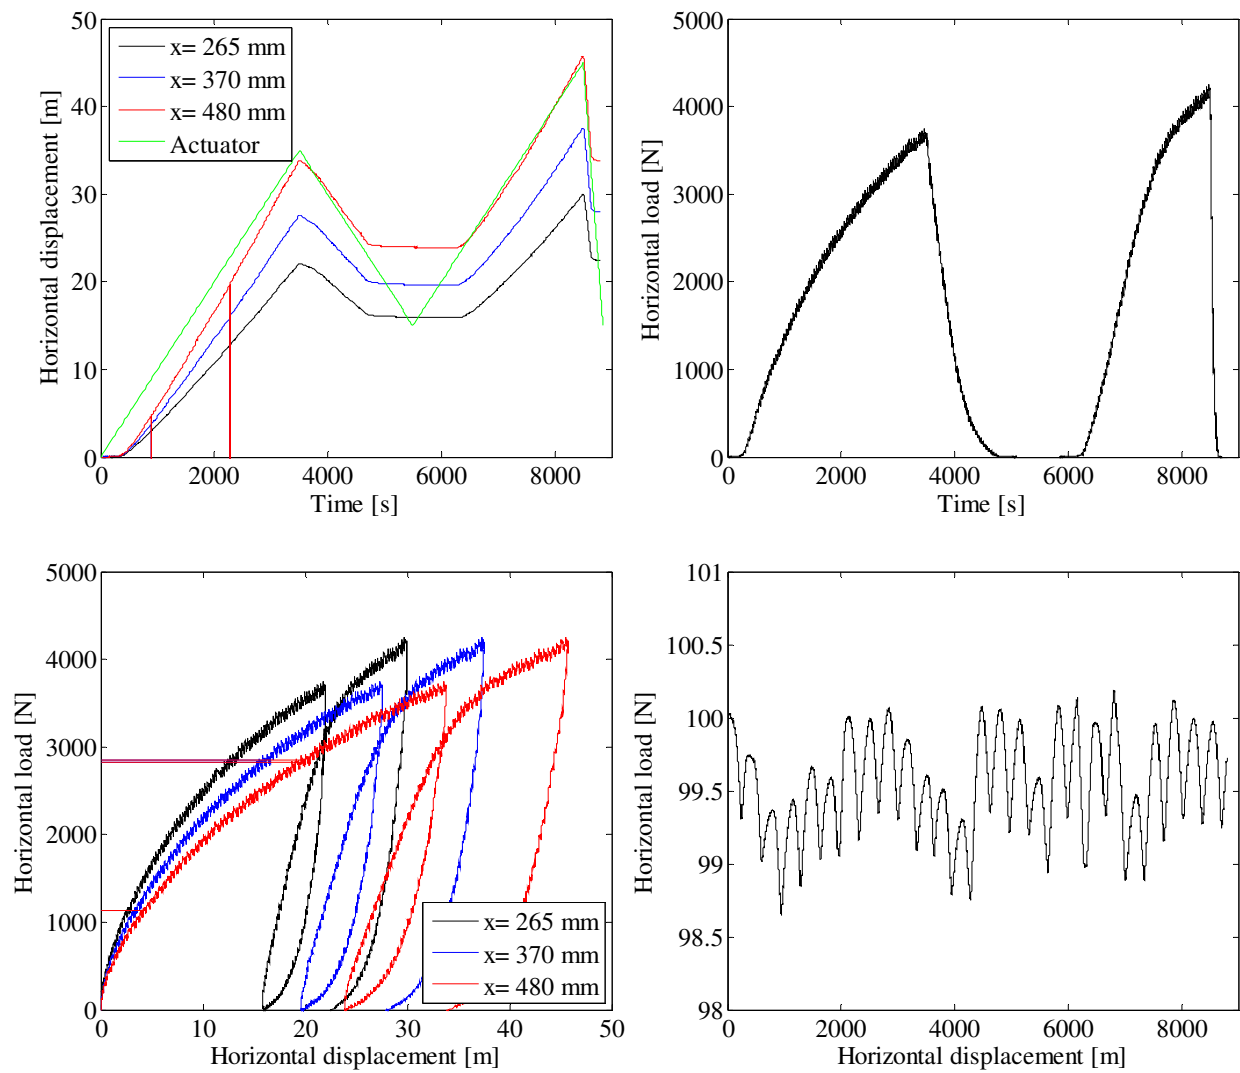 50
40
30
20
10
0
Horizontal displacement [m]
x= 265 mm
x= 370 mm
x= 480 mm
Actuator
0 2000 4000 6000 8000
Time [s]
5000
4000
3000
2000
1000
0
Horizontal load [N]
0 2000 4000 6000 8000
Time [s]
5000
4000
3000
2000
1000
0
Horizontal load [N]
x= 265 mm
x= 370 mm
x= 480 mm
0 10 20 30 40 50
Horizontal displacement [m]
101
100.5
100
99.5
99
98.5
98
Horizontal load [N]
0 2000 4000 6000 8000
Horizontal displacement [m]